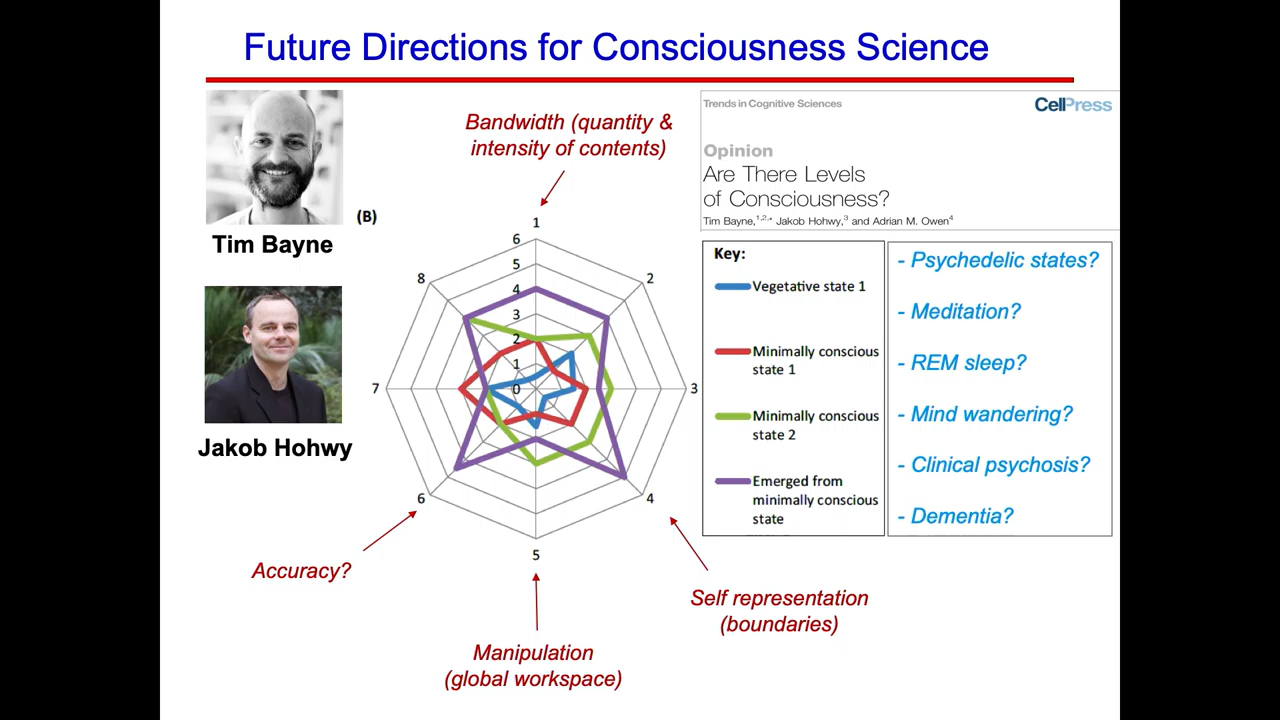 Future Directions for Consciousness Science
Tim Bayne
Jakob Hohwy
Bandwidth (quantity &
intensity of contents)
(B)
1
2
3
4
5
6
7
8
6
5
4
3
2
1
0
Accuracy?
Manipulation
(global workspace)
Self representation
(boundaries)
Trends in Cognitive Sciences
CellPress
Opinion
Are There Levels
of Consciousness?
Tim Bayne,1,2,* Jakob Hohwy,3 and Adrian M. Owen4
Key:
Vegetative state 1
Minimally conscious
state 1
Minimally conscious
state 2
Emerged from
minimally conscious
state
- Psychedelic states?
- Meditation?
- REM sleep?
- Mind wandering?
- Clinical psychosis?
- Dementia?